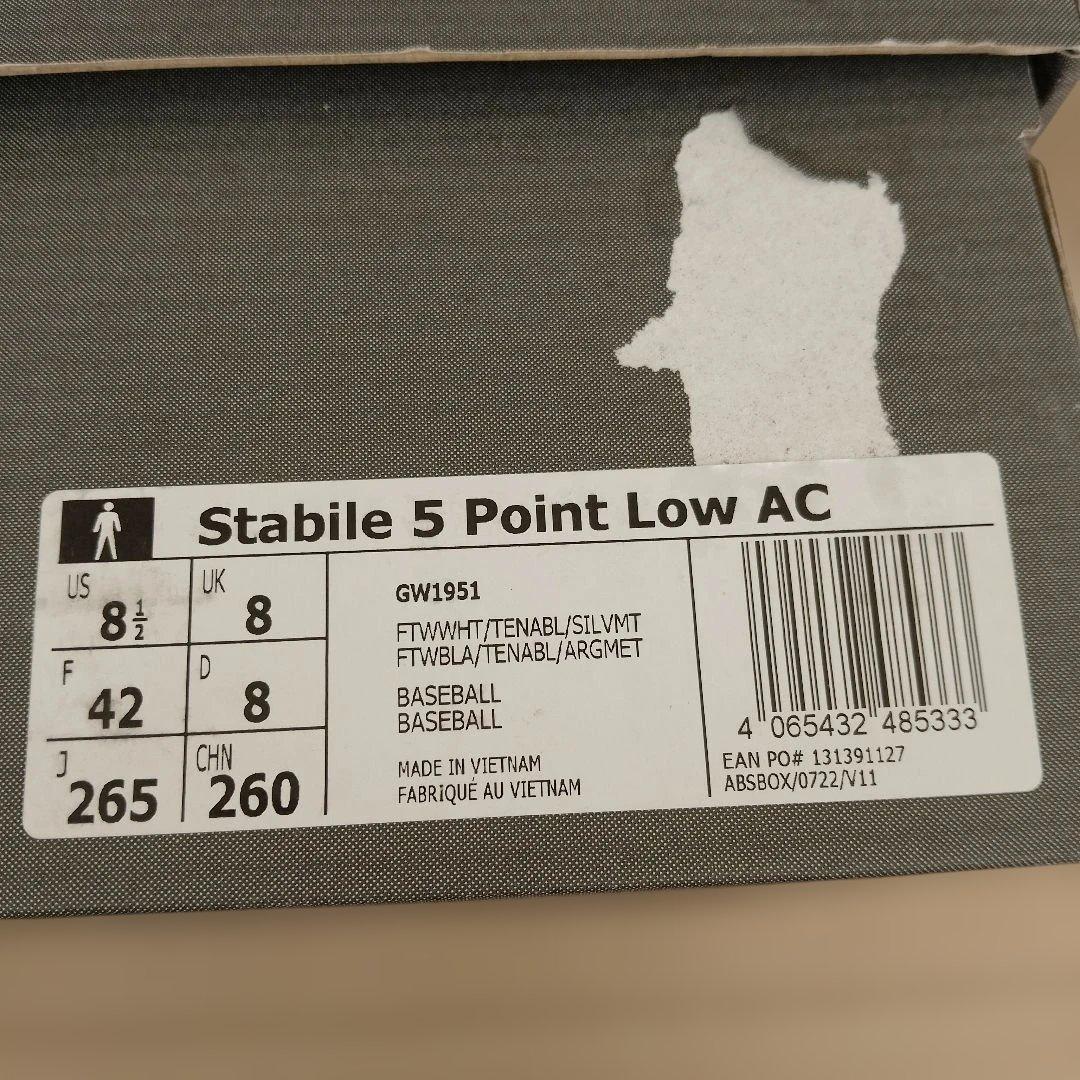 Stabile 5 Point Low AC
US 8½
UK 8
F 42
D 8
J 265
CHN 260
GW1951
FTWWHT/TENABL/SILVMT
FTWBLA/TENABL/ARGMET
BASEBALL
BASEBALL
MADE IN VIETNAM
FABRIQUÉ AU VIETNAM
4 065432 485333
EAN PO# 131391127
ABSBOX/0722/V11